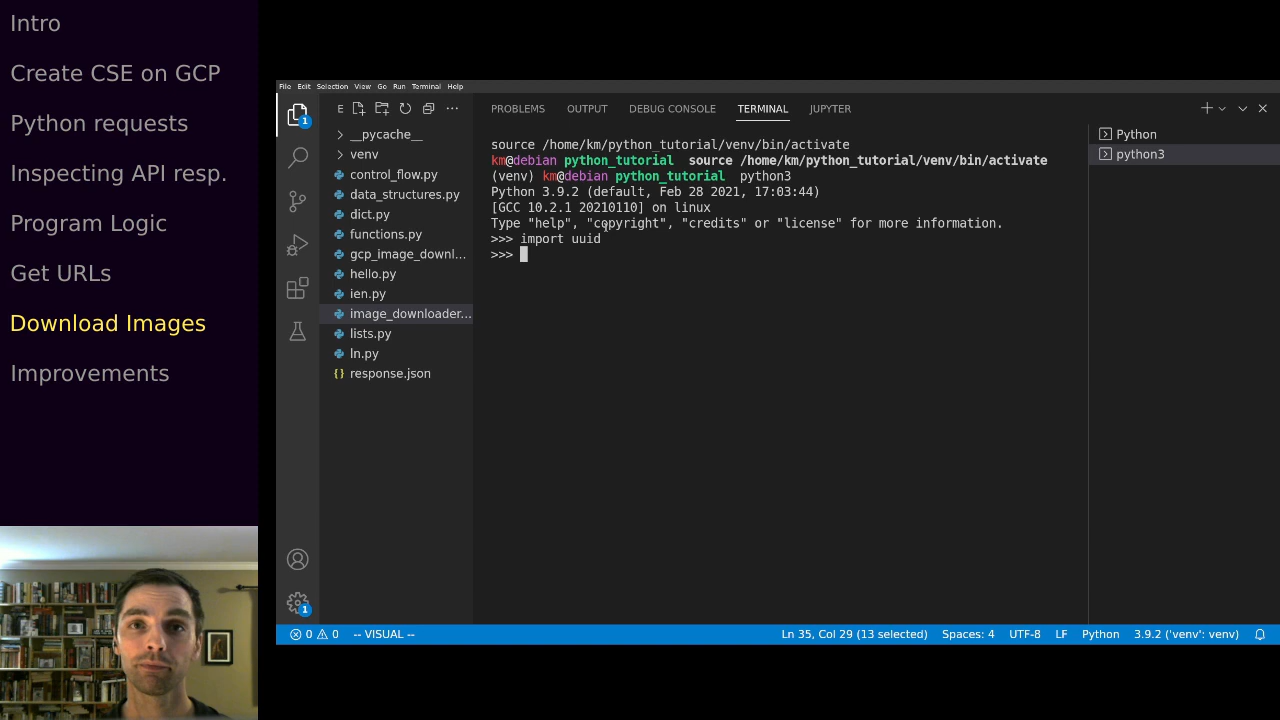 Intro
Create CSE on GCP
Python requests
Inspecting API resp.
Program Logic
Get URLs
Download Images
Improvements
File Edit Selection View Go Run Terminal Help
1
E
...
__pycache__
venv
control_flow.py
data_structures.py
dict.py
functions.py
gcp_image_downl...
hello.py
ien.py
image_downloader...
lists.py
ln.py
{} response.json
1
PROBLEMS OUTPUT DEBUG CONSOLE TERMINAL JUPYTER
source /home/km/python_tutorial/venv/bin/activate
km@debian python_tutorial source /home/km/python_tutorial/venv/bin/activate
(venv) km@debian python_tutorial python3
Python 3.9.2 (default, Feb 28 2021, 17:03:44)
[GCC 10.2.1 20210110] on linux
Type "help", "copyright", "credits" or "license" for more information.
>>> import uuid
>>>
Python
python3
0 0 -- VISUAL -- Ln 35, Col 29 (13 selected) Spaces: 4 UTF-8 LF Python 3.9.2 ('venv': venv)